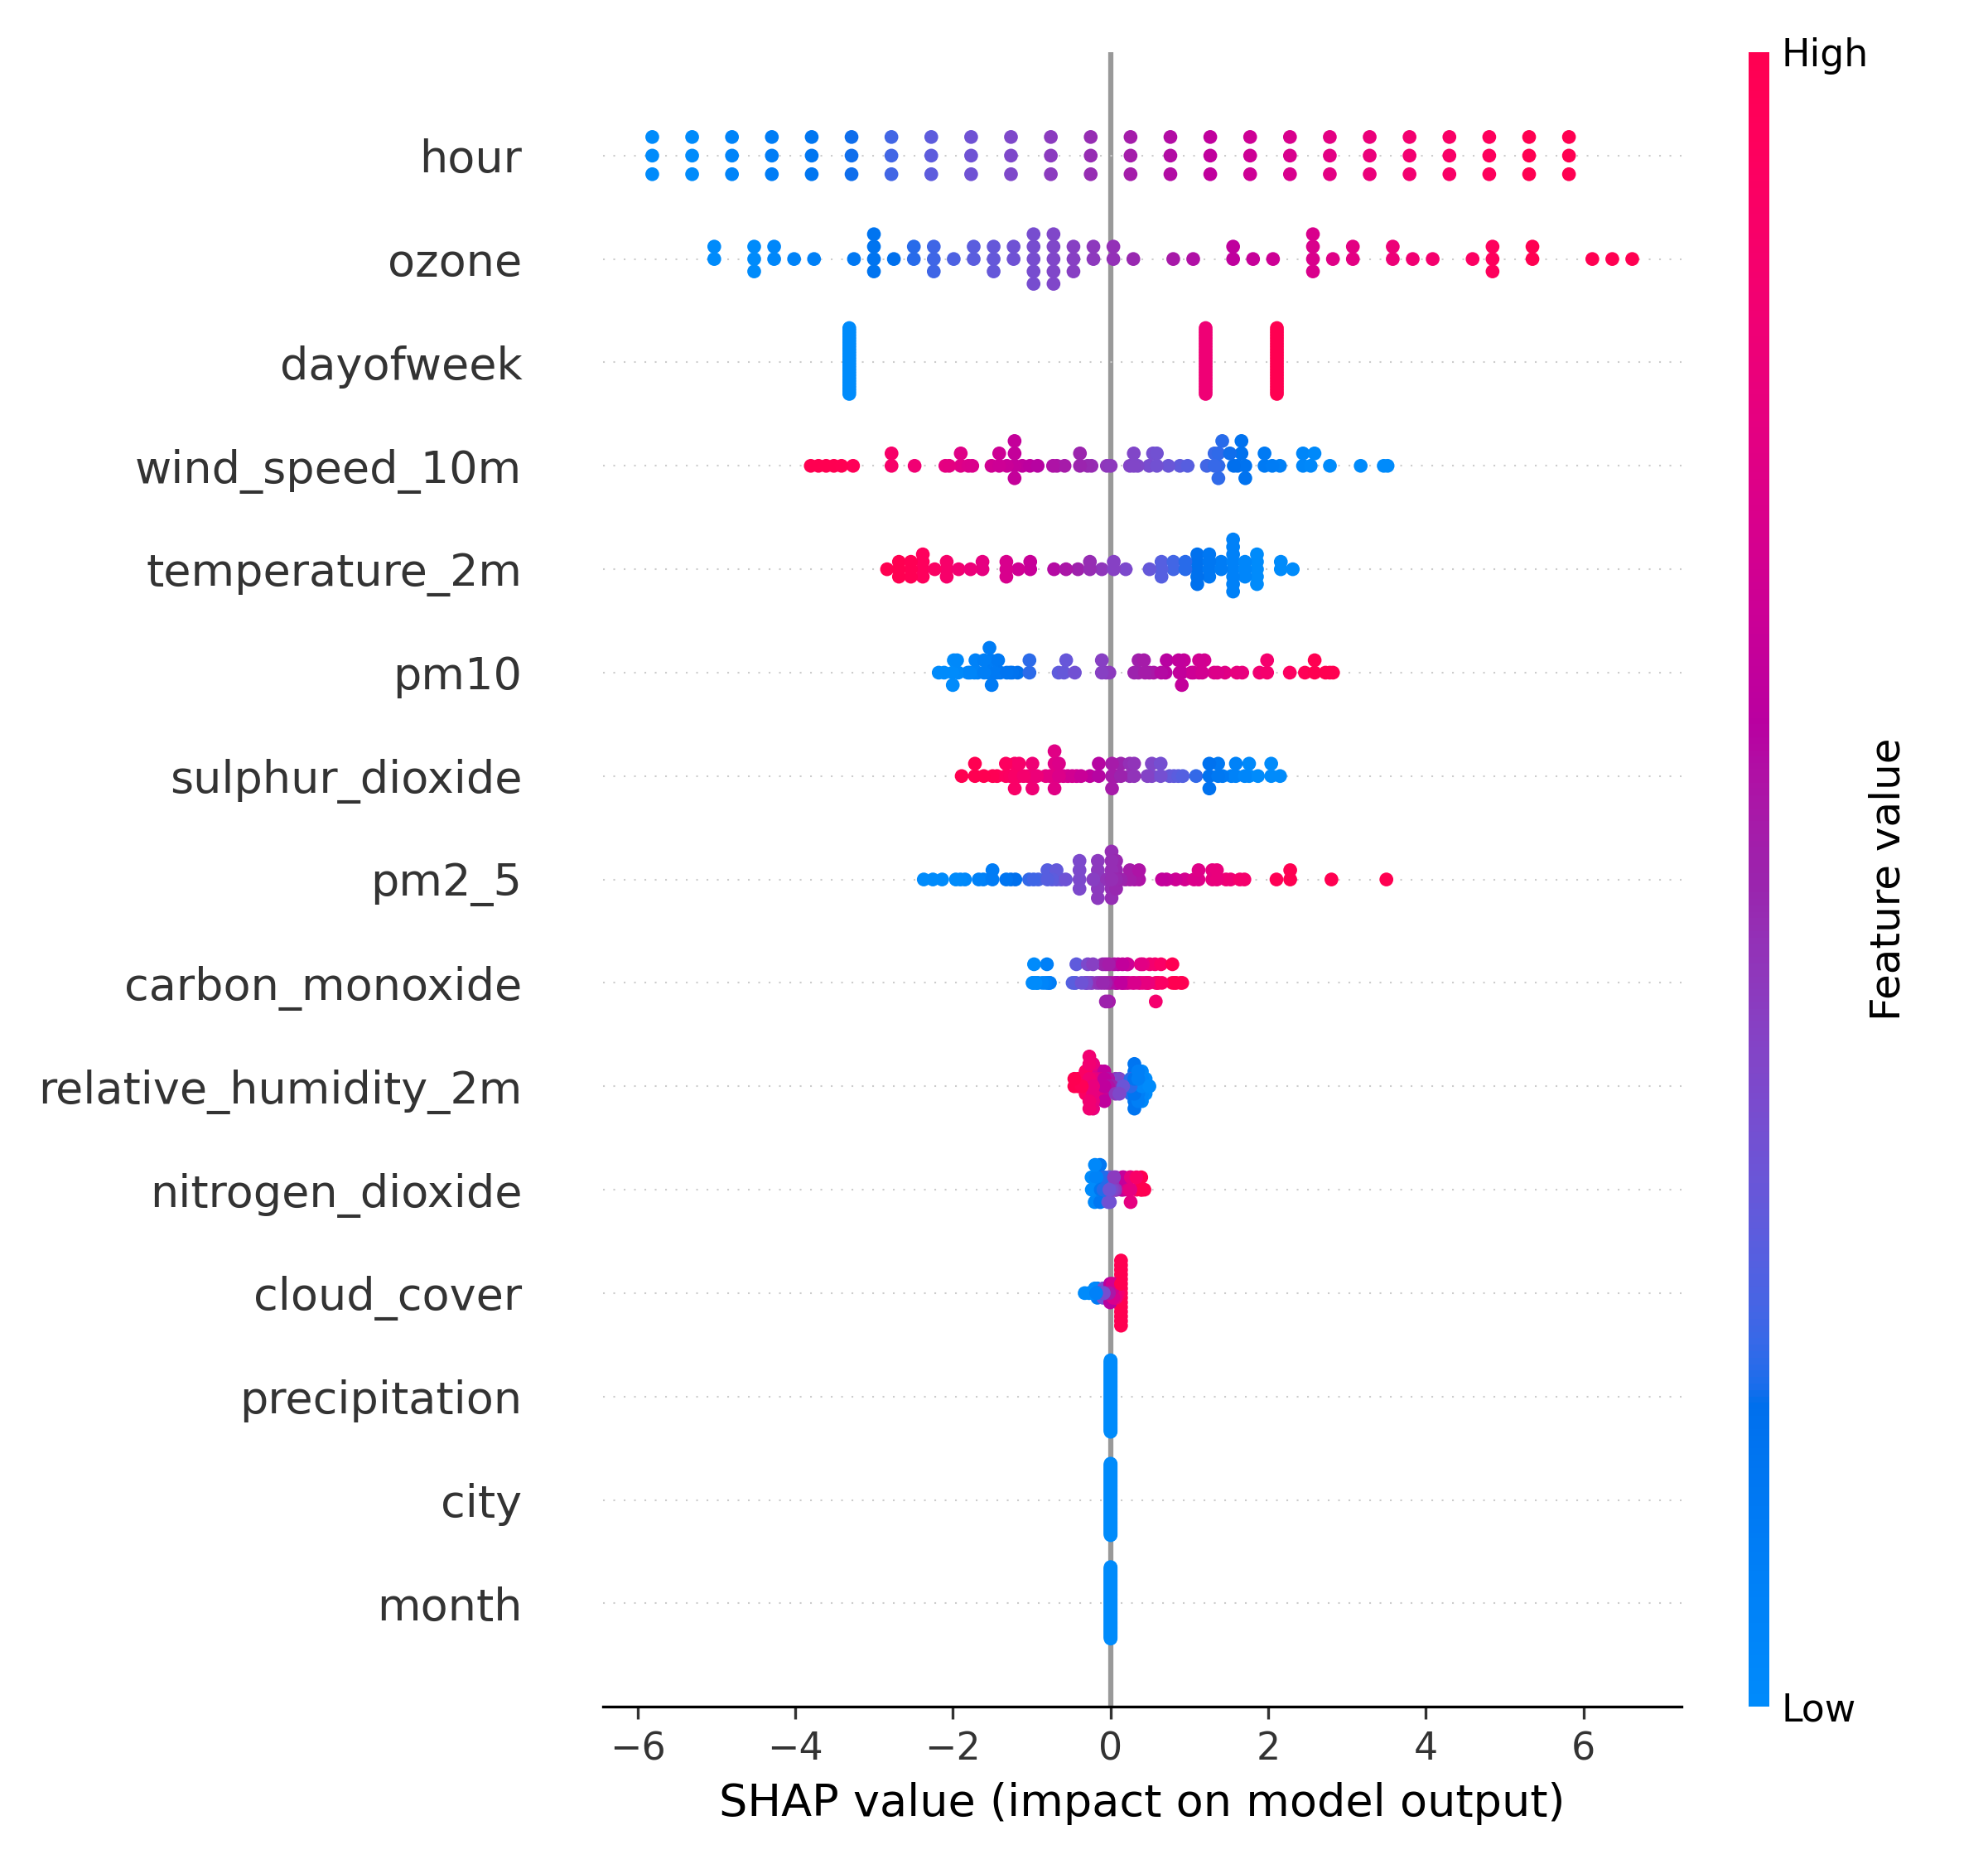 High
hour
ozone
dayofweek
wind_speed_10m
temperature_2m
pm10
sulphur_dioxide
pm2_5
carbon_monoxide
relative_humidity_2m
nitrogen_dioxide
cloud_cover
precipitation
city
month
Feature value
Low
−6 −4 −2 0 2 4 6
SHAP value (impact on model output)